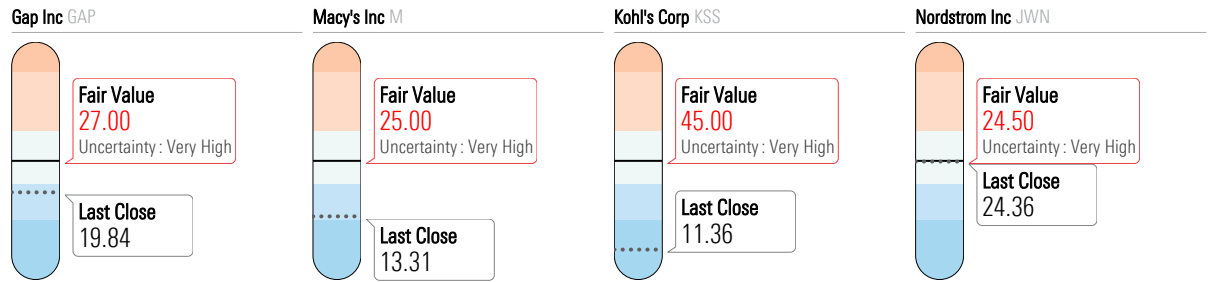 Gap Inc GAP
Fair Value
27.00
Uncertainty : Very High
Last Close
19.84
Macy's Inc M
Fair Value
25.00
Uncertainty : Very High
Last Close
13.31
Kohl's Corp KSS
Fair Value
45.00
Uncertainty : Very High
Last Close
11.36
Nordstrom Inc JWN
Fair Value
24.50
Uncertainty : Very High
Last Close
24.36